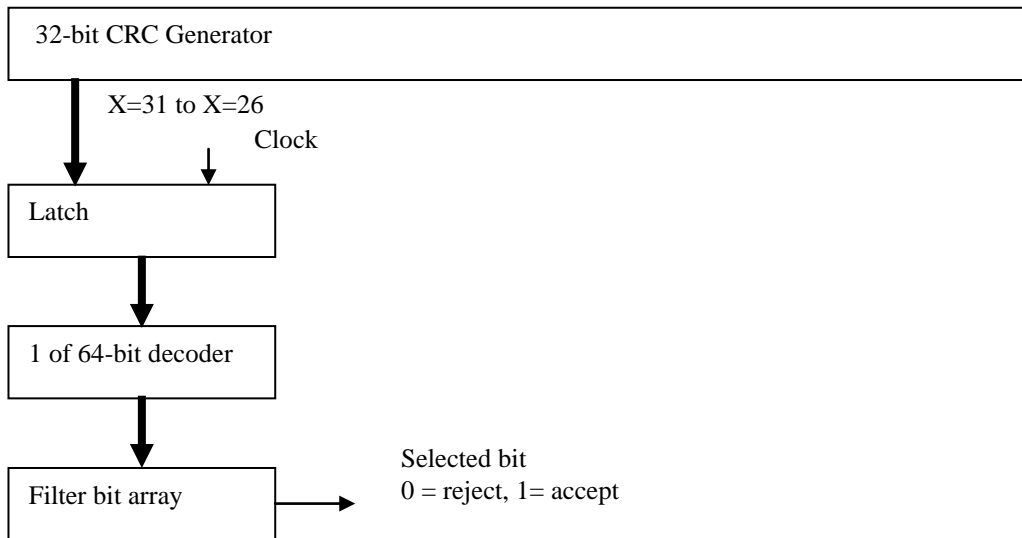 32-bit CRC Generator
X=31 to X=26
Clock
Latch
1 of 64-bit decoder
Selected bit
0 = reject, 1= accept
Filter bit array